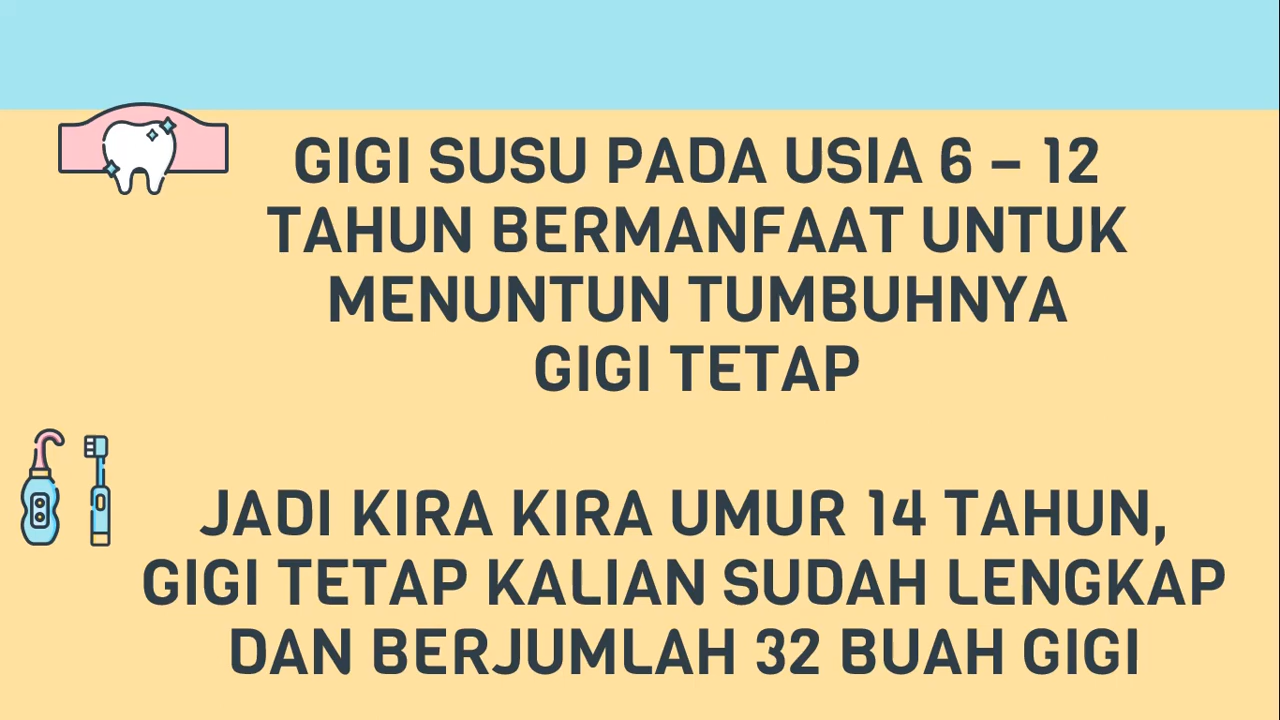 GIGI SUSU PADA USIA 6 – 12
TAHUN BERMANFAAT UNTUK
MENUNTUN TUMBUHNYA
GIGI TETAP
JADI KIRA KIRA UMUR 14 TAHUN,
GIGI TETAP KALIAN SUDAH LENGKAP
DAN BERJUMLAH 32 BUAH GIGI